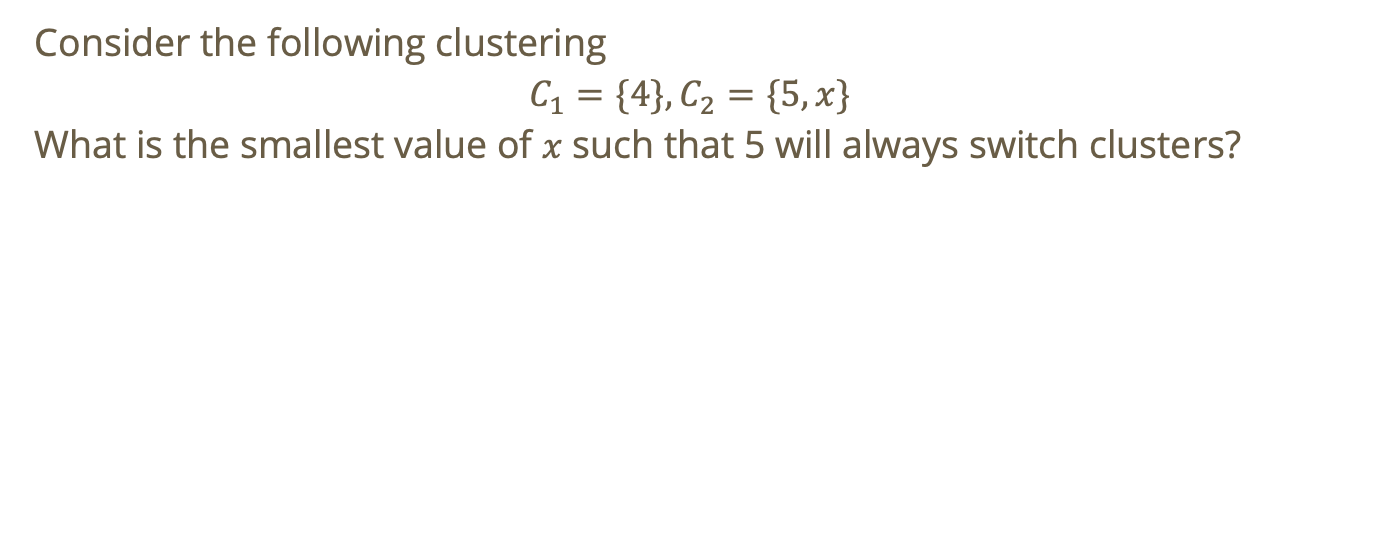 Consider the following clustering
𝐶₁ = {4}, 𝐶₂ = {5, 𝑥}
What is the smallest value of 𝑥 such that 5 will always switch clusters?